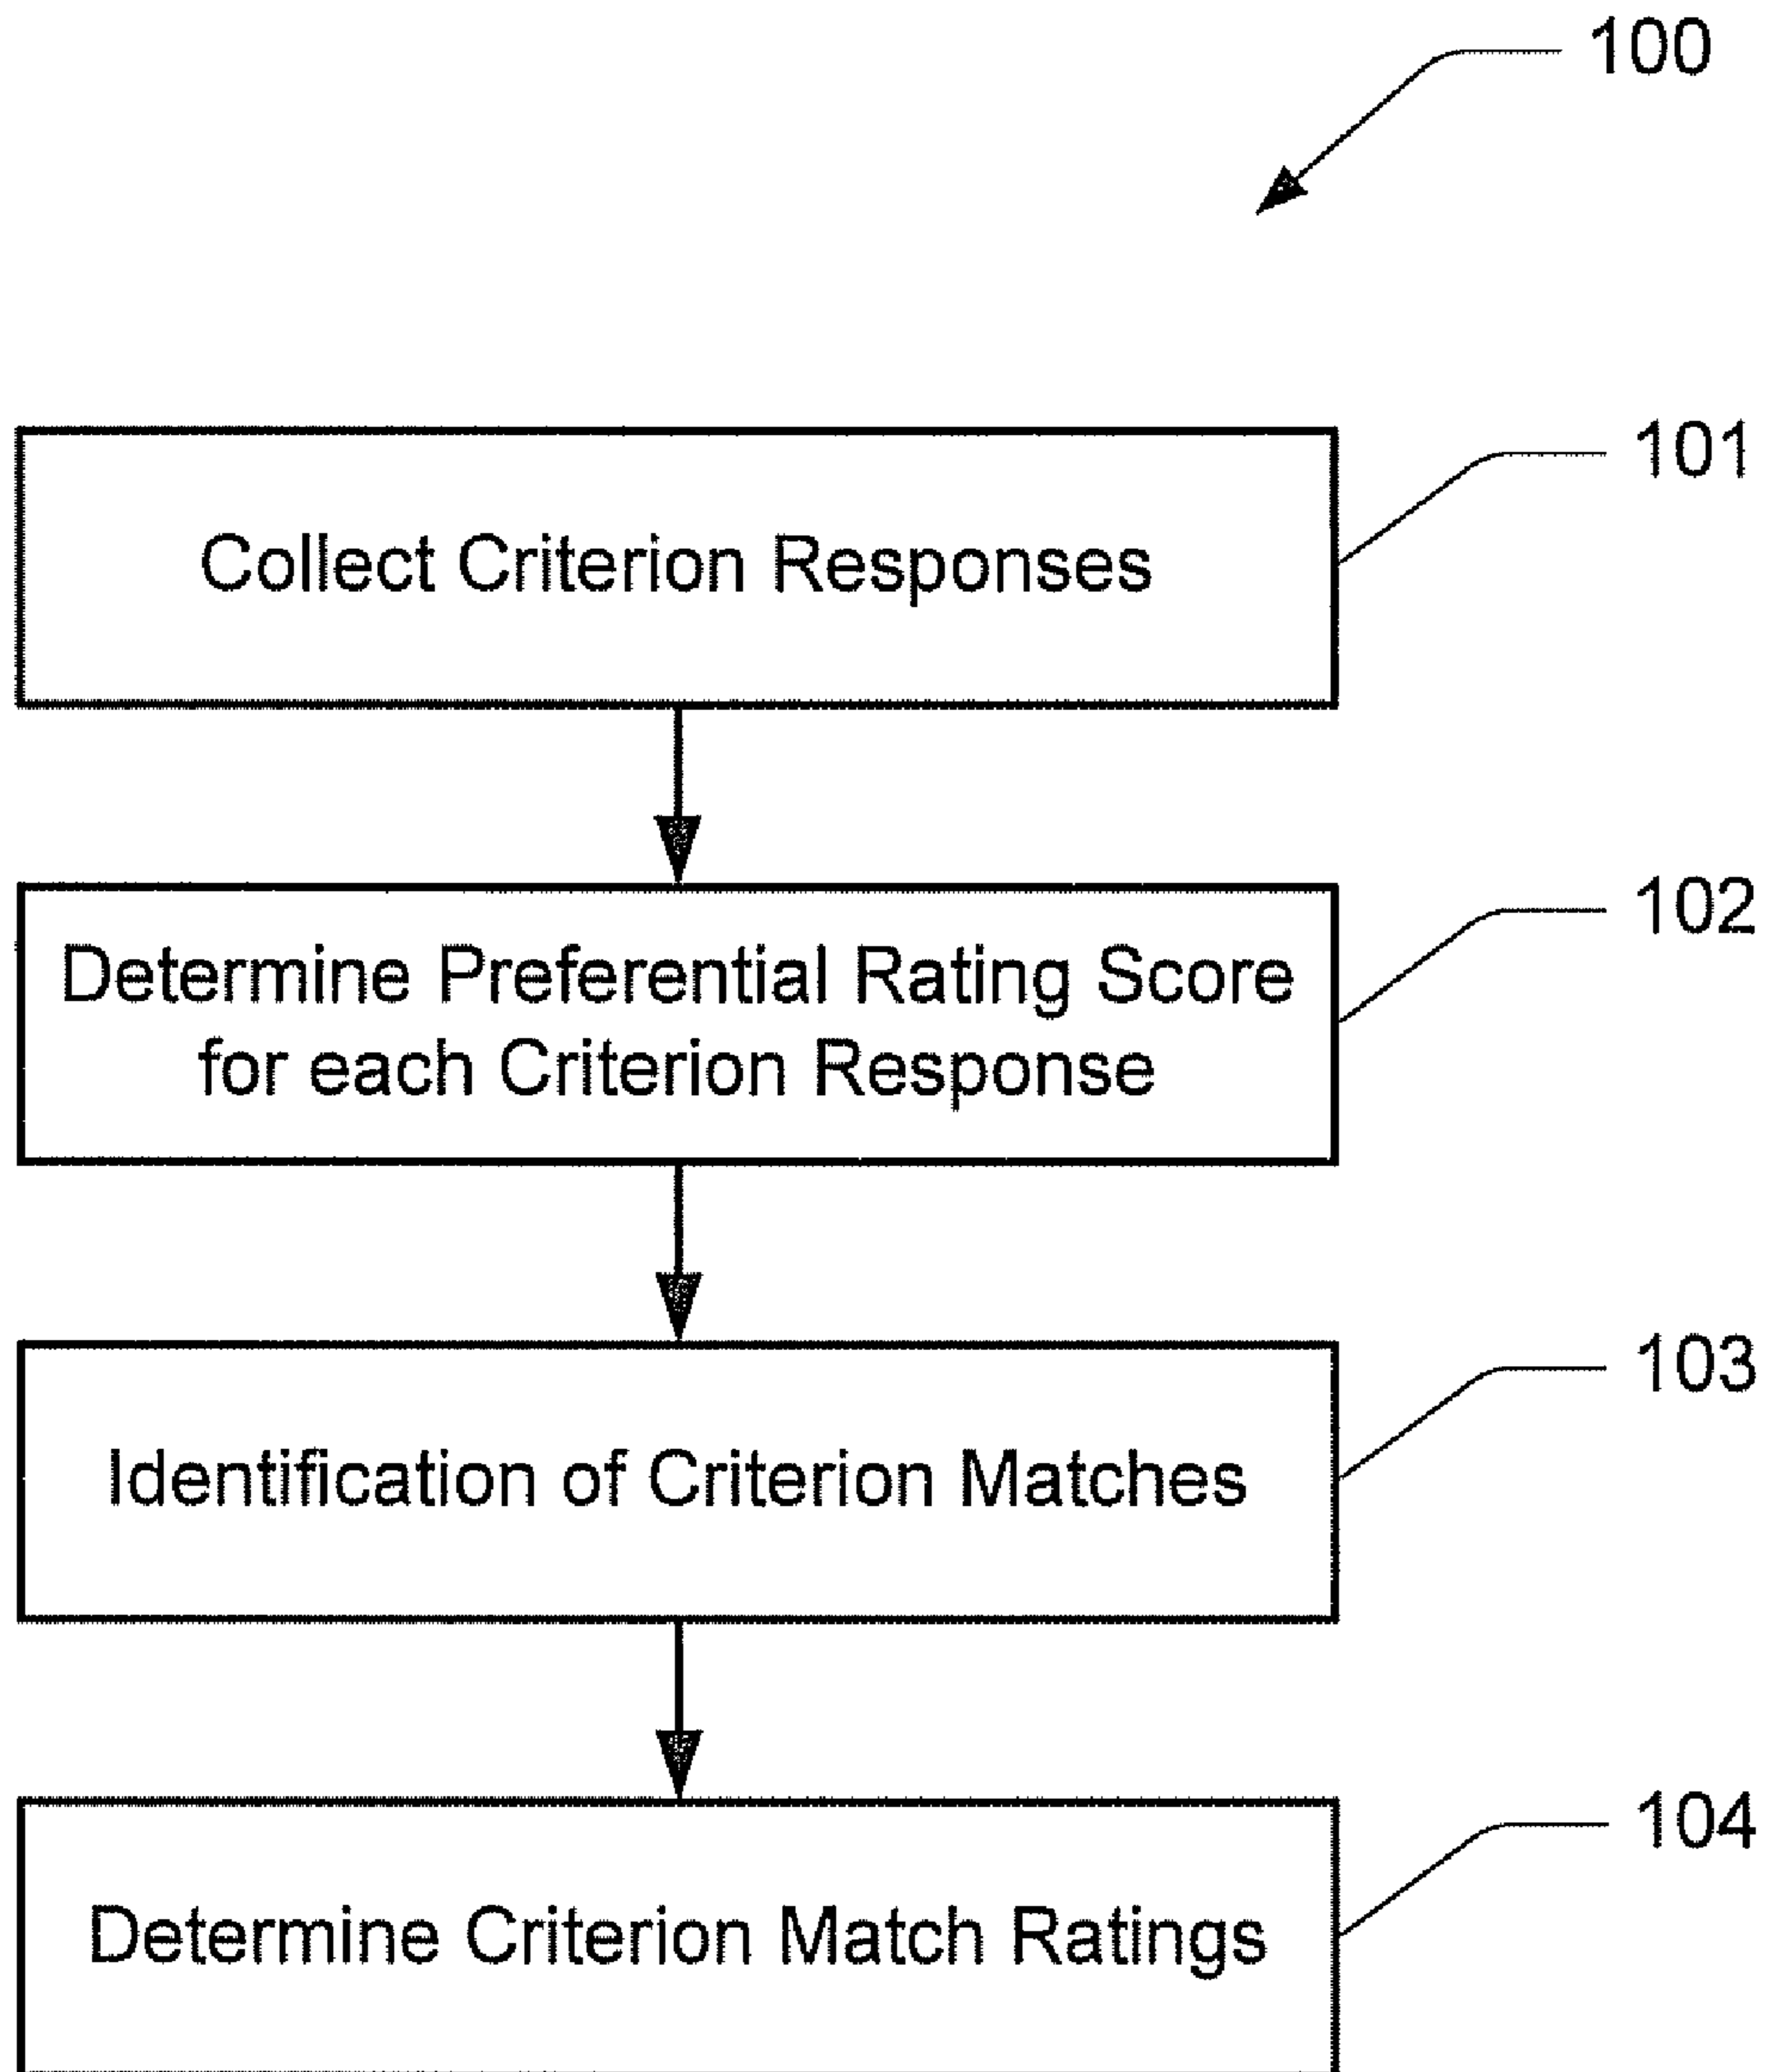 100
101
Collect Criterion Responses
102
Determine Preferential Rating Score
for each Criterion Response
103
Identification of Criterion Matches
104
Determine Criterion Match Ratings